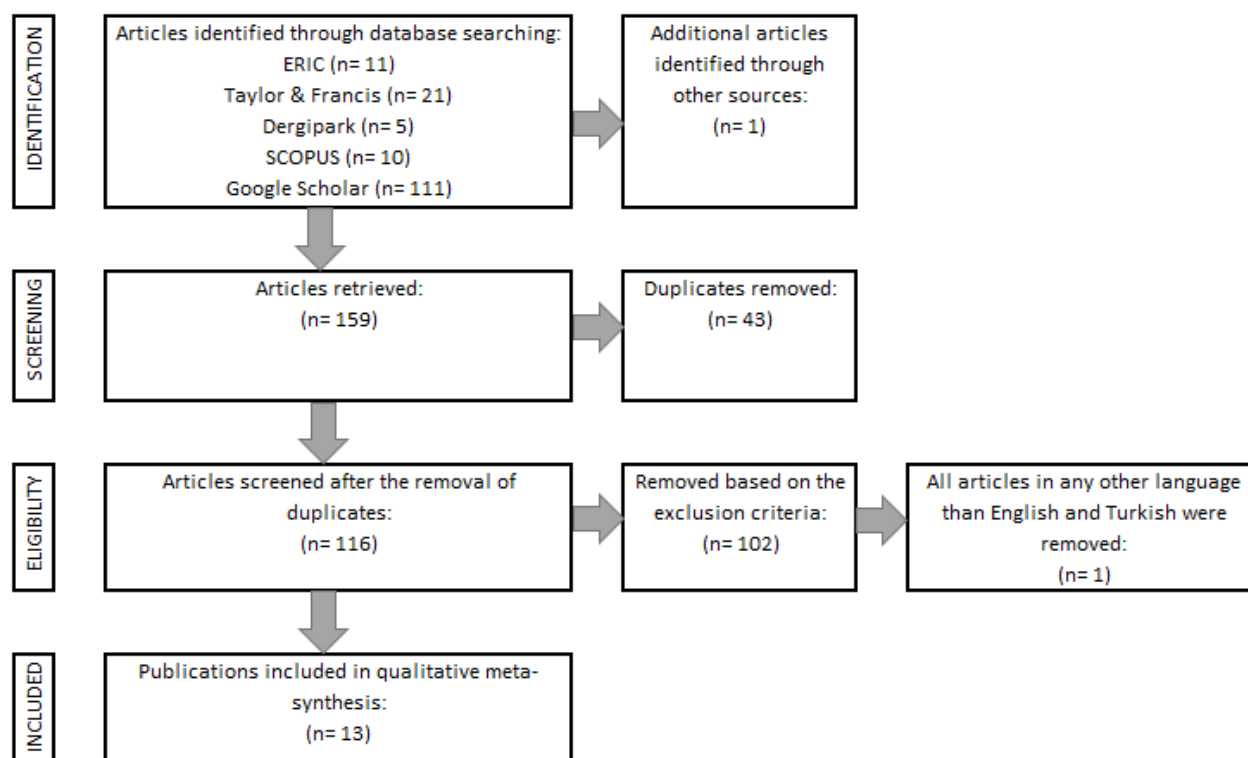 IDENTIFICATION
Articles identified through database searching:
ERIC (n= 11)
Taylor & Francis (n= 21)
Dergipark (n= 5)
SCOPUS (n= 10)
Google Scholar (n= 111)
Additional articles
identified through
other sources:
(n= 1)
SCREENING
Articles retrieved:
(n= 159)
Duplicates removed:
(n= 43)
ELIGIBILITY
Articles screened after the removal of
duplicates:
(n= 116)
Removed based on the
exclusion criteria:
(n= 102)
All articles in any other language
than English and Turkish were
removed:
(n= 1)
INCLUDED
Publications included in qualitative meta-
synthesis:
(n= 13)